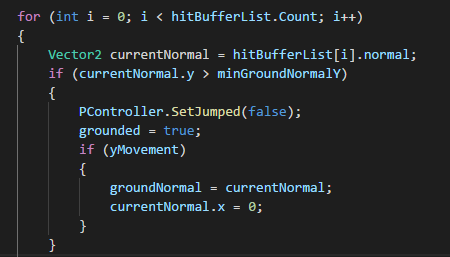 for (int i = 0; i < hitBufferList.Count; i++)
{
Vector2 currentNormal = hitBufferList[i].normal;
if (currentNormal.y > minGroundNormalY)
{
PController.SetJumped(false);
grounded = true;
if (yMovement)
{
groundNormal = currentNormal;
currentNormal.x = 0;
}
}